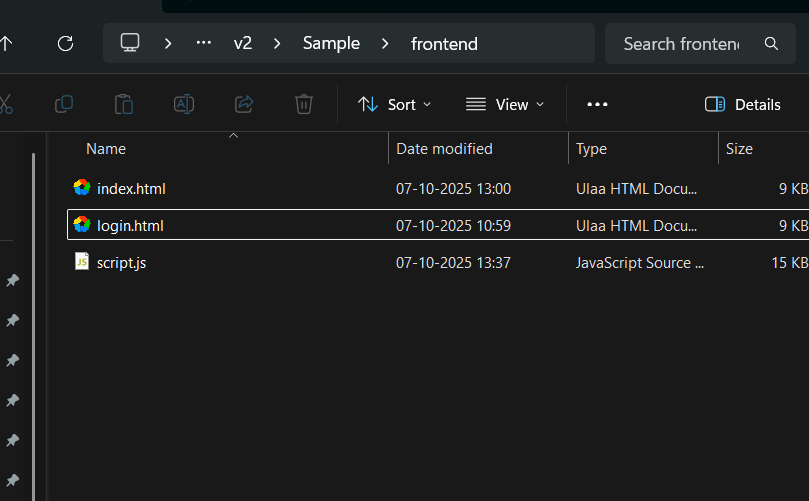 v2 Sample frontend Search fronten
Sort View Details
Name Date modified Type Size
index.html 07-10-2025 13:00 Ulaa HTML Docu... 9 KB
login.html 07-10-2025 10:59 Ulaa HTML Docu... 9 KB
JS script.js 07-10-2025 13:37 JavaScript Source ... 15 KB